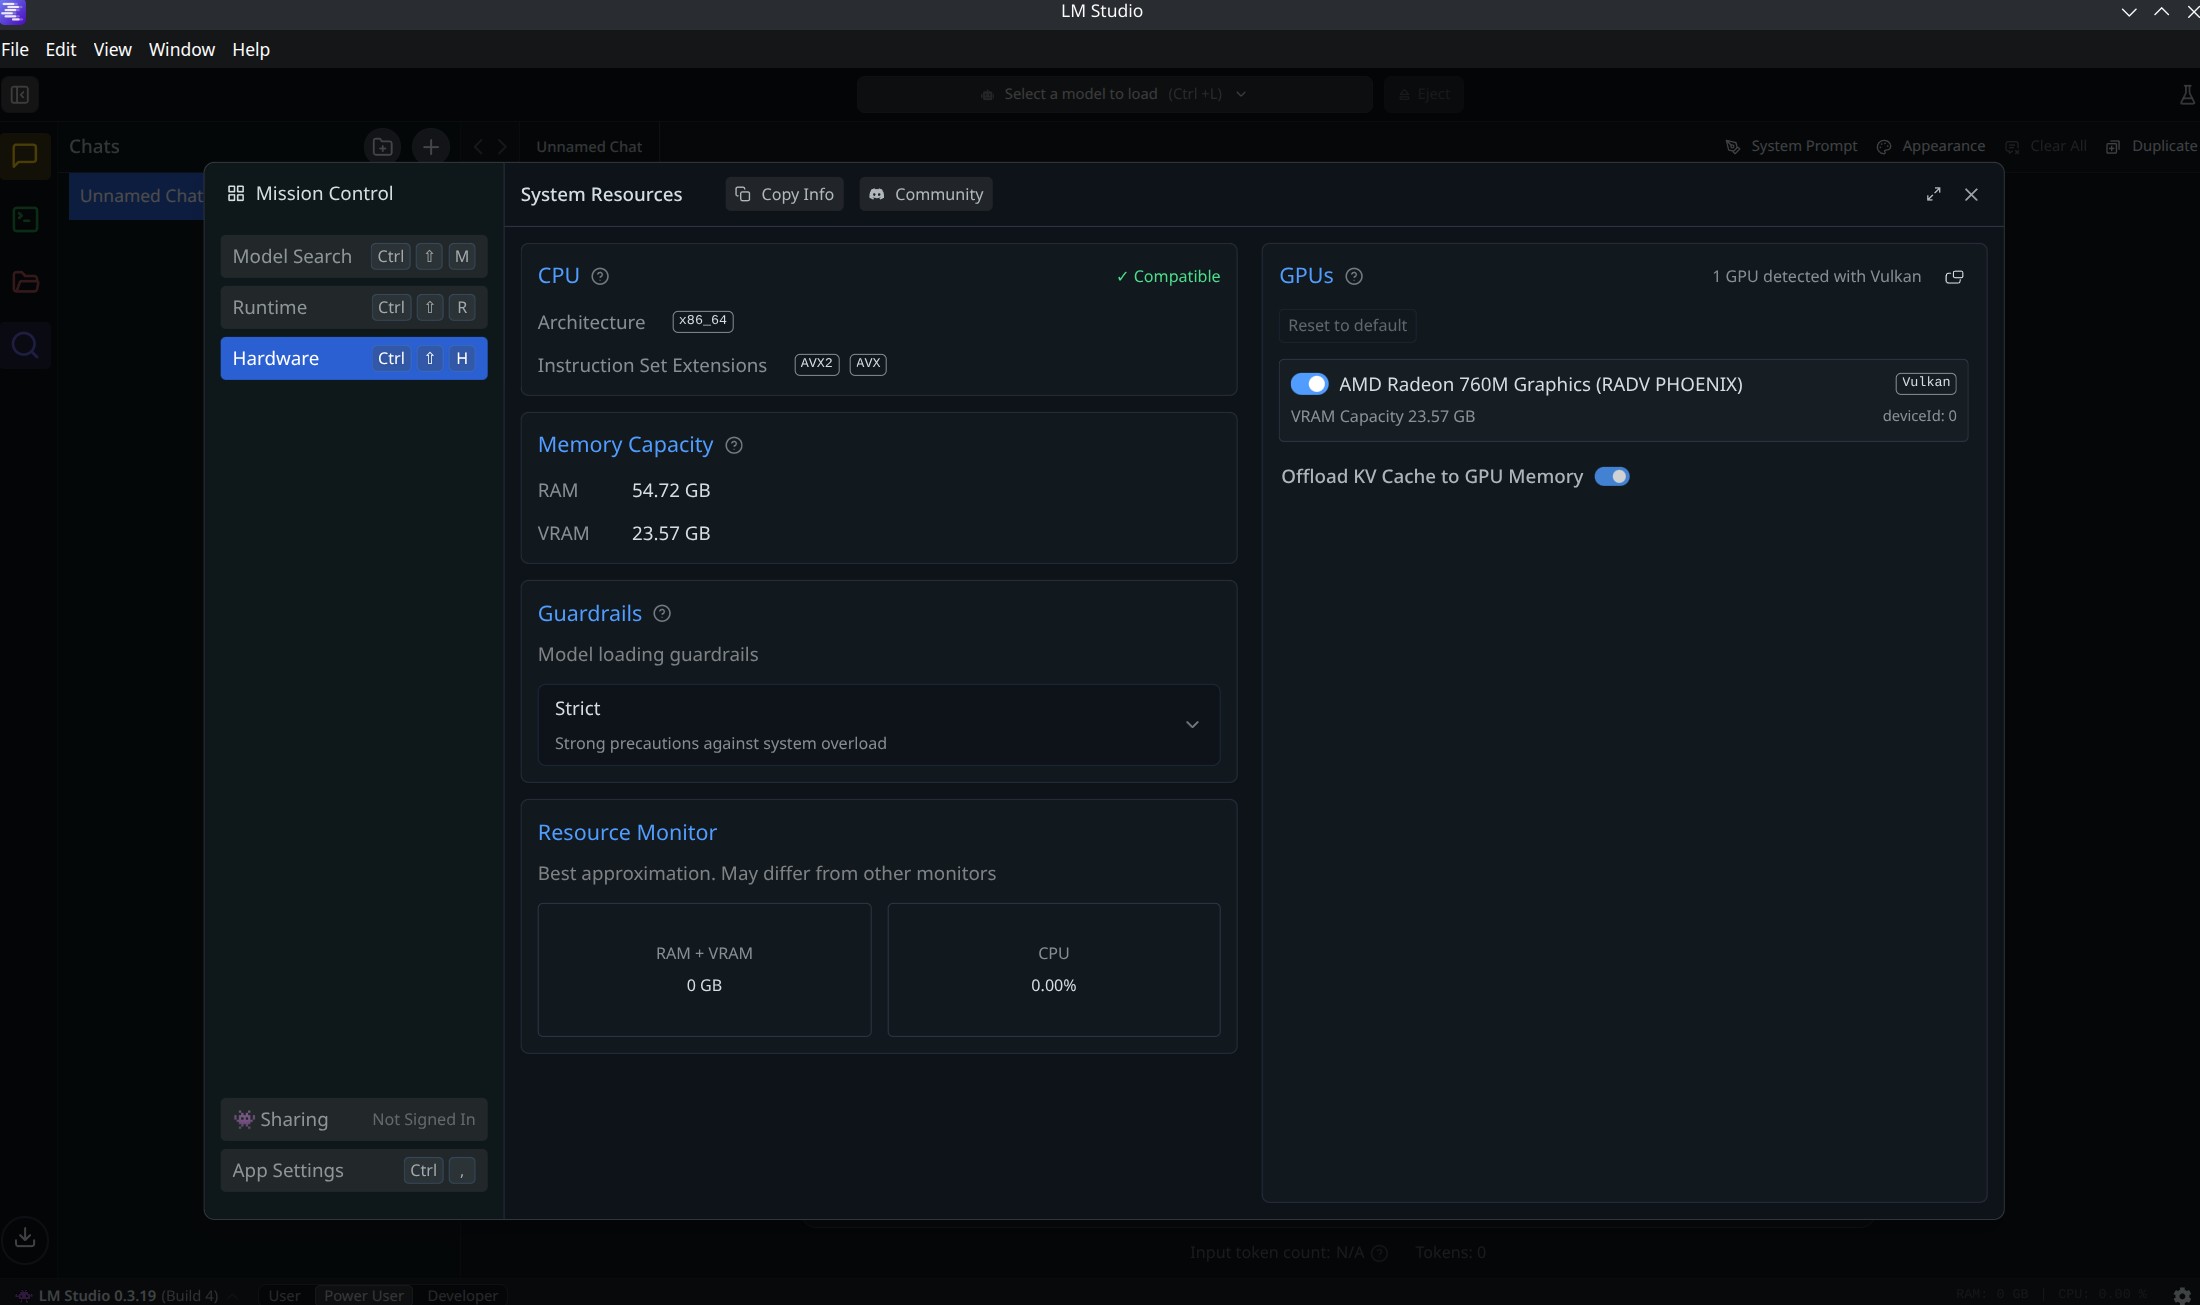 LM Studio
File Edit View Window Help
Select a model to load (Ctrl +L) Eject
Chats Unnamed Chat System Prompt Appearance Clear All Duplicate
Unnamed Chat
Mission Control
Model Search Ctrl ⇧ M
Runtime Ctrl ⇧ R
Hardware Ctrl ⇧ H
Sharing Not Signed In
App Settings Ctrl ,
System Resources Copy Info Community
CPU ✓ Compatible
Architecture x86_64
Instruction Set Extensions AVX2 AVX
Memory Capacity
RAM 54.72 GB
VRAM 23.57 GB
Guardrails
Model loading guardrails
Strict
Strong precautions against system overload
Resource Monitor
Best approximation. May differ from other monitors
RAM + VRAM
0 GB
CPU
0.00%
GPUs 1 GPU detected with Vulkan
Reset to default
AMD Radeon 760M Graphics (RADV PHOENIX) Vulkan
VRAM Capacity 23.57 GB deviceId: 0
Offload KV Cache to GPU Memory
Input token count: N/A Tokens: 0
LM Studio 0.3.19 (Build 4) User Power User Developer RAM: 0 GB | CPU: 0.00 %